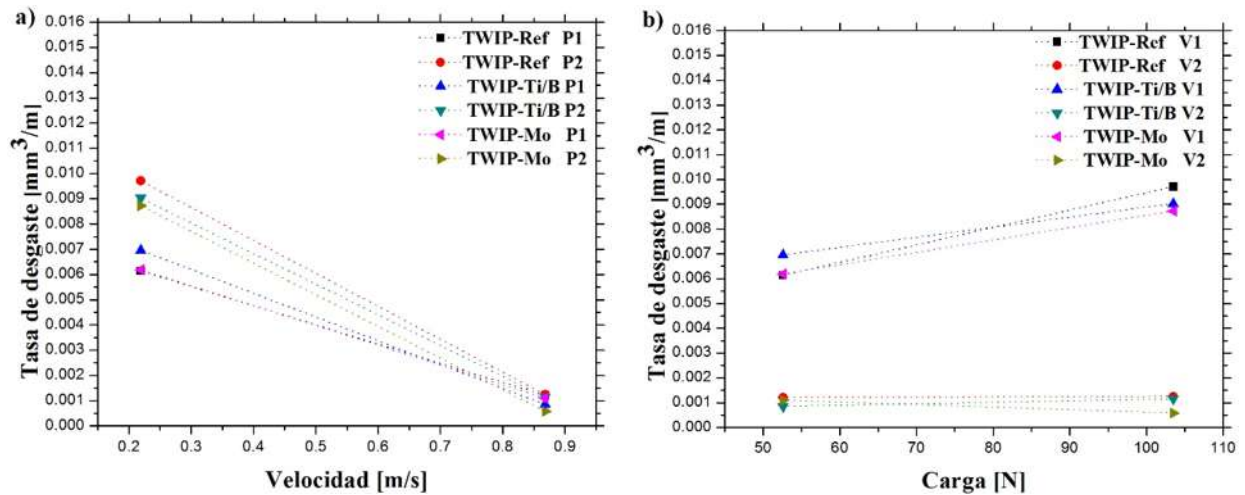 a)
0.016
0.015
0.014
0.013
0.012
0.011
0.010
0.009
0.008
0.007
0.006
0.005
0.004
0.003
0.002
0.001
0.000
Tasa de desgaste [mm³/m]
TWIP-Ref P1
TWIP-Ref P2
TWIP-Ti/B P1
TWIP-Ti/B P2
TWIP-Mo P1
TWIP-Mo P2
0.2 0.3 0.4 0.5 0.6 0.7 0.8 0.9
Velocidad [m/s]
b)
0.016
0.015
0.014
0.013
0.012
0.011
0.010
0.009
0.008
0.007
0.006
0.005
0.004
0.003
0.002
0.001
0.000
Tasa de desgaste [mm³/m]
TWIP-Ref V1
TWIP-Ref V2
TWIP-Ti/B V1
TWIP-Ti/B V2
TWIP-Mo V1
TWIP-Mo V2
50 60 70 80 90 100 110
Carga [N]